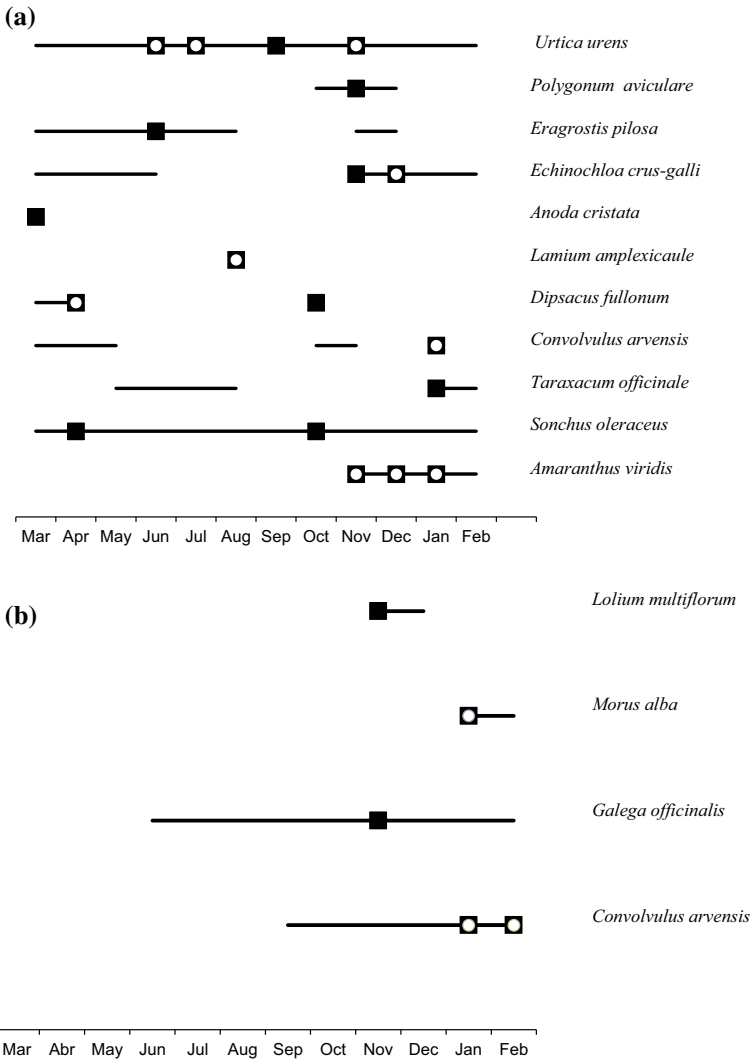 (a)
Urtica urens
Polygonum aviculare
Eragrostis pilosa
Echinochloa crus-galli
Anoda cristata
Lamium amplexicaule
Dipsacus fullonum
Convolvulus arvensis
Taraxacum officinale
Sonchus oleraceus
Amaranthus viridis
Mar Apr May Jun Jul Aug Sep Oct Nov Dec Jan Feb
(b)
Lolium multiflorum
Morus alba
Galega officinalis
Convolvulus arvensis
Mar Abr May Jun Jul Aug Sep Oct Nov Dec Jan Feb